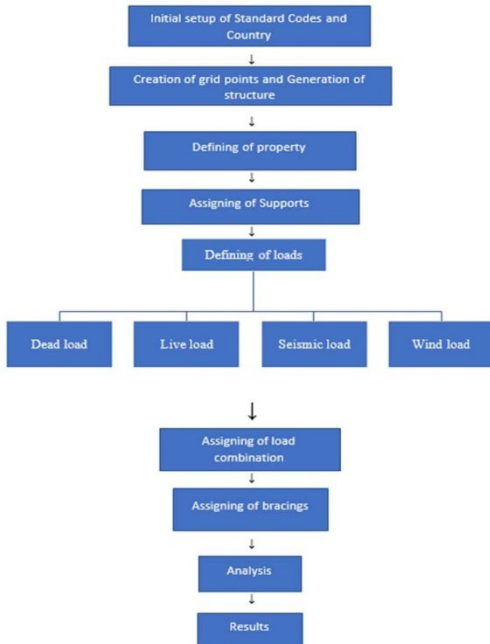 Initial setup of Standard Codes and
Country
↓
Creation of grid points and Generation of
structure
↓
Defining of property
↓
Assigning of Supports
↓
Defining of loads
Dead load
Live load
Seismic load
Wind load
↓
Assigning of load
combination
↓
Assigning of bracings
↓
Analysis
↓
Results